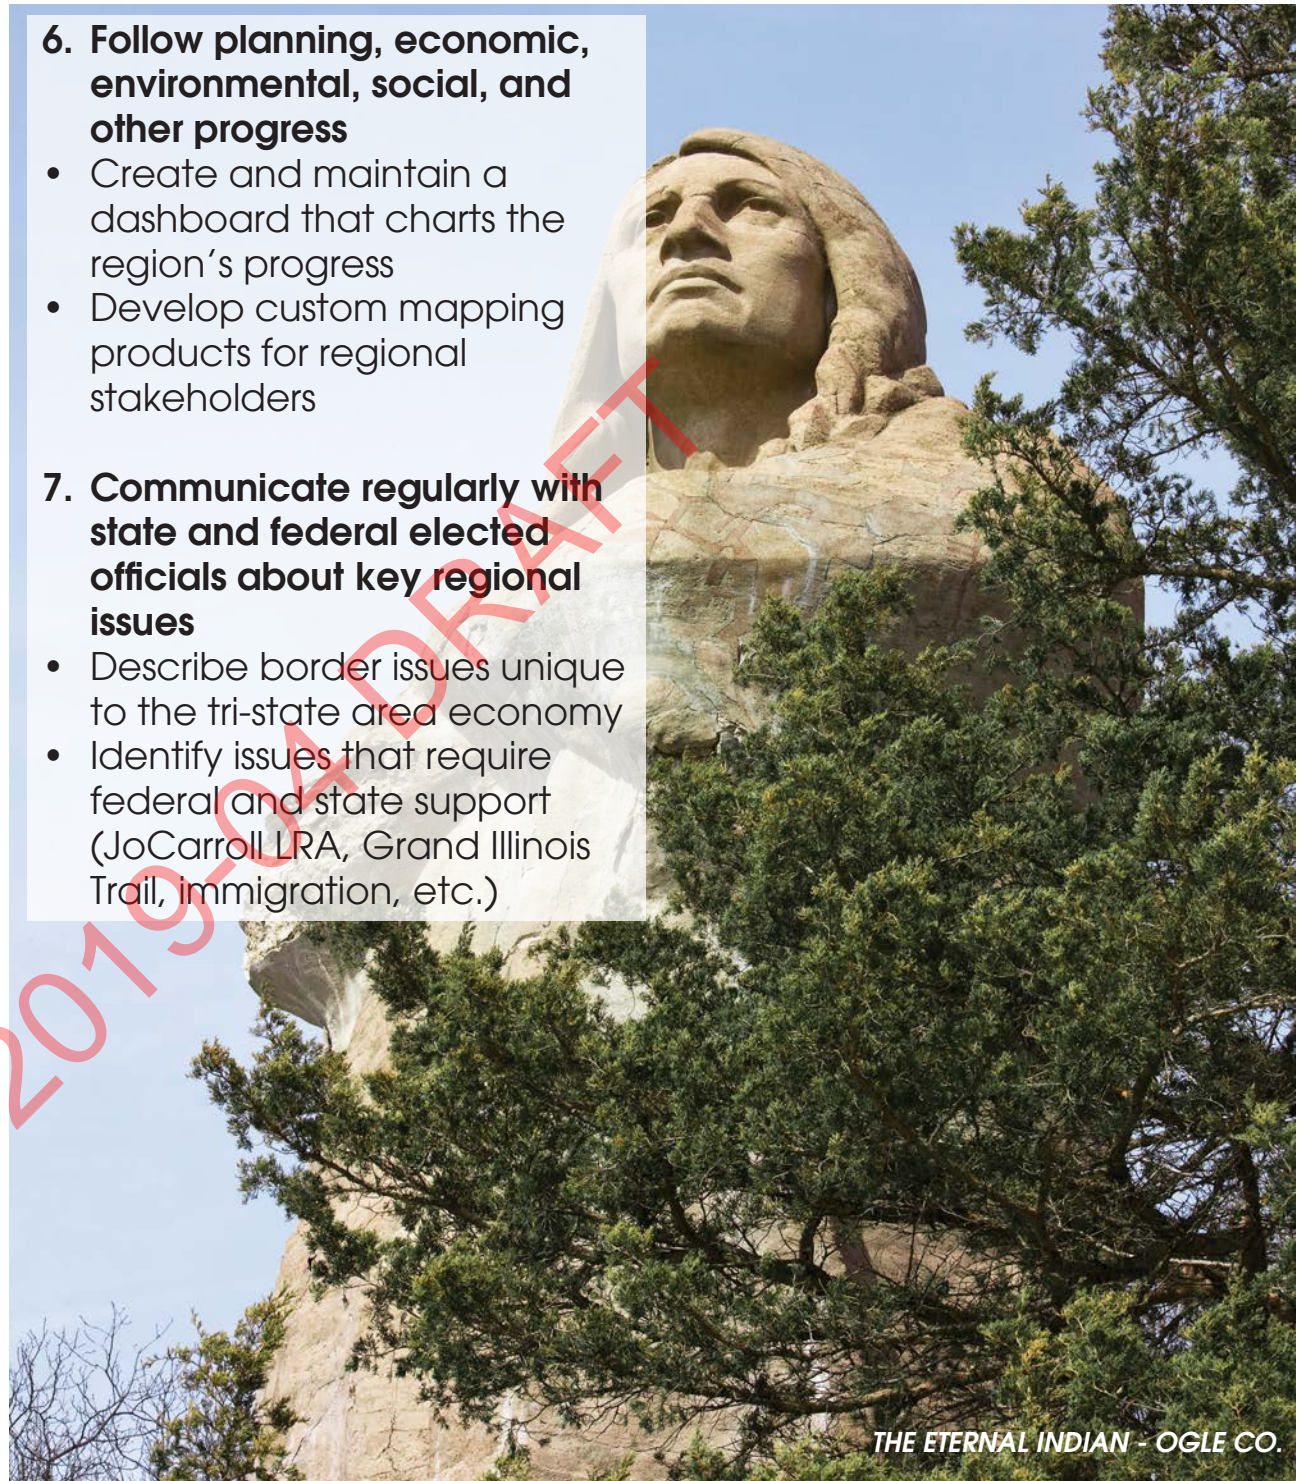 6. Follow planning, economic,
environmental, social, and
other progress
• Create and maintain a
dashboard that charts the
region's progress
• Develop custom mapping
products for regional
stakeholders
7. Communicate regularly with
state and federal elected
officials about key regional
issues
• Describe border issues unique
to the tri-state area economy
• Identify issues that require
federal and state support
(JoCarroll LRA, Grand Illinois
Trail, immigration, etc.)
2019-04 DRAFT
THE ETERNAL INDIAN - OGLE CO.